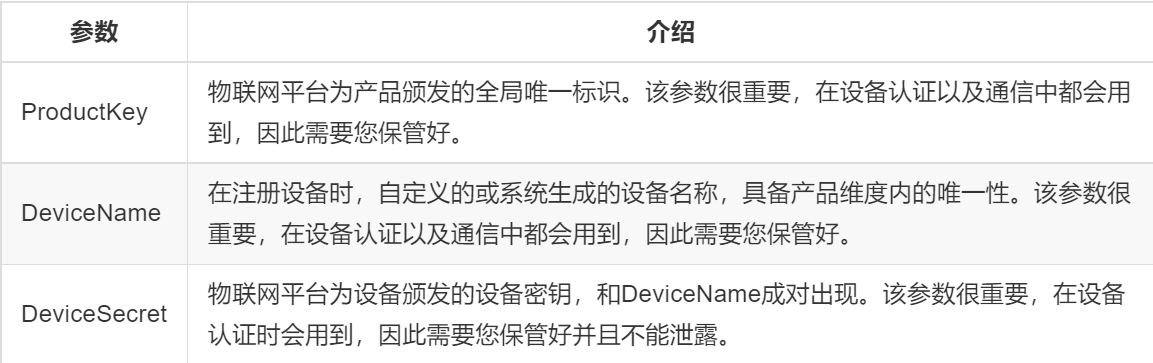 参数
介绍
ProductKey
物联网平台为产品颁发的全局唯一标识。该参数很重要，在设备认证以及通信中都会用
到，因此需要您保管好。
DeviceName
在注册设备时，自定义的或系统生成的设备名称，具备产品维度内的唯一性。该参数很
重要，在设备认证以及通信中都会用到，因此需要您保管好。
DeviceSecret
物联网平台为设备颁发的设备密钥，和DeviceName成对出现。该参数很重要，在设备
认证时会用到，因此需要您保管好并且不能泄露。